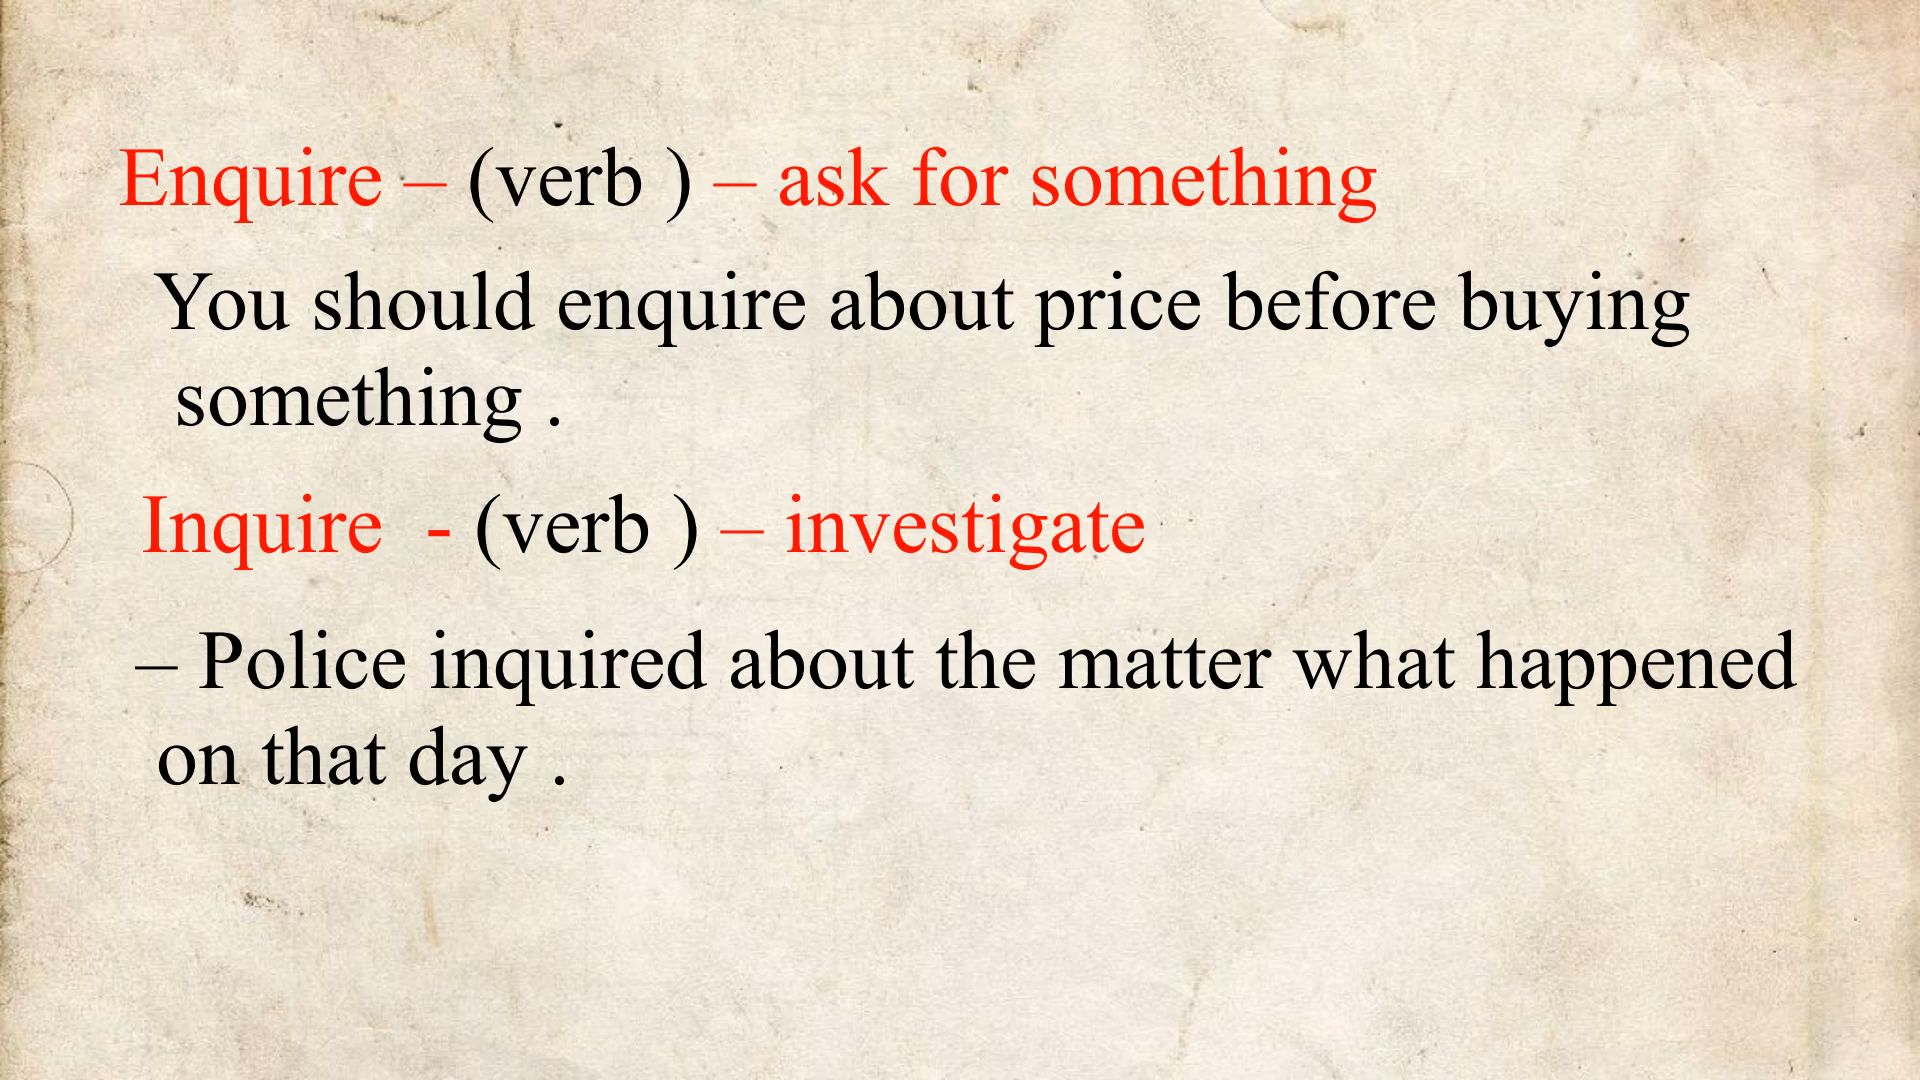 Enquire – (verb ) – ask for something
You should enquire about price before buying
something .
Inquire - (verb ) – investigate
– Police inquired about the matter what happened
on that day .